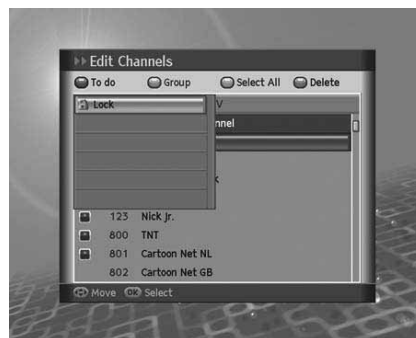 Edit Channels
To do Group Select All Delete
Lock
V
nnel
k
123 Nick Jr.
800 TNT
801 Cartoon Net NL
802 Cartoon Net GB
Move OK Select